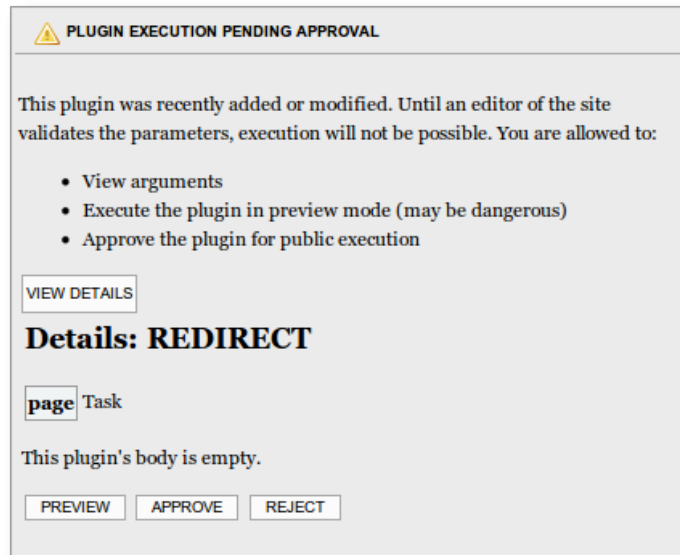 PLUGIN EXECUTION PENDING APPROVAL
This plugin was recently added or modified. Until an editor of the site
validates the parameters, execution will not be possible. You are allowed to:
• View arguments
• Execute the plugin in preview mode (may be dangerous)
• Approve the plugin for public execution
VIEW DETAILS
Details: REDIRECT
page Task
This plugin's body is empty.
PREVIEW APPROVE REJECT